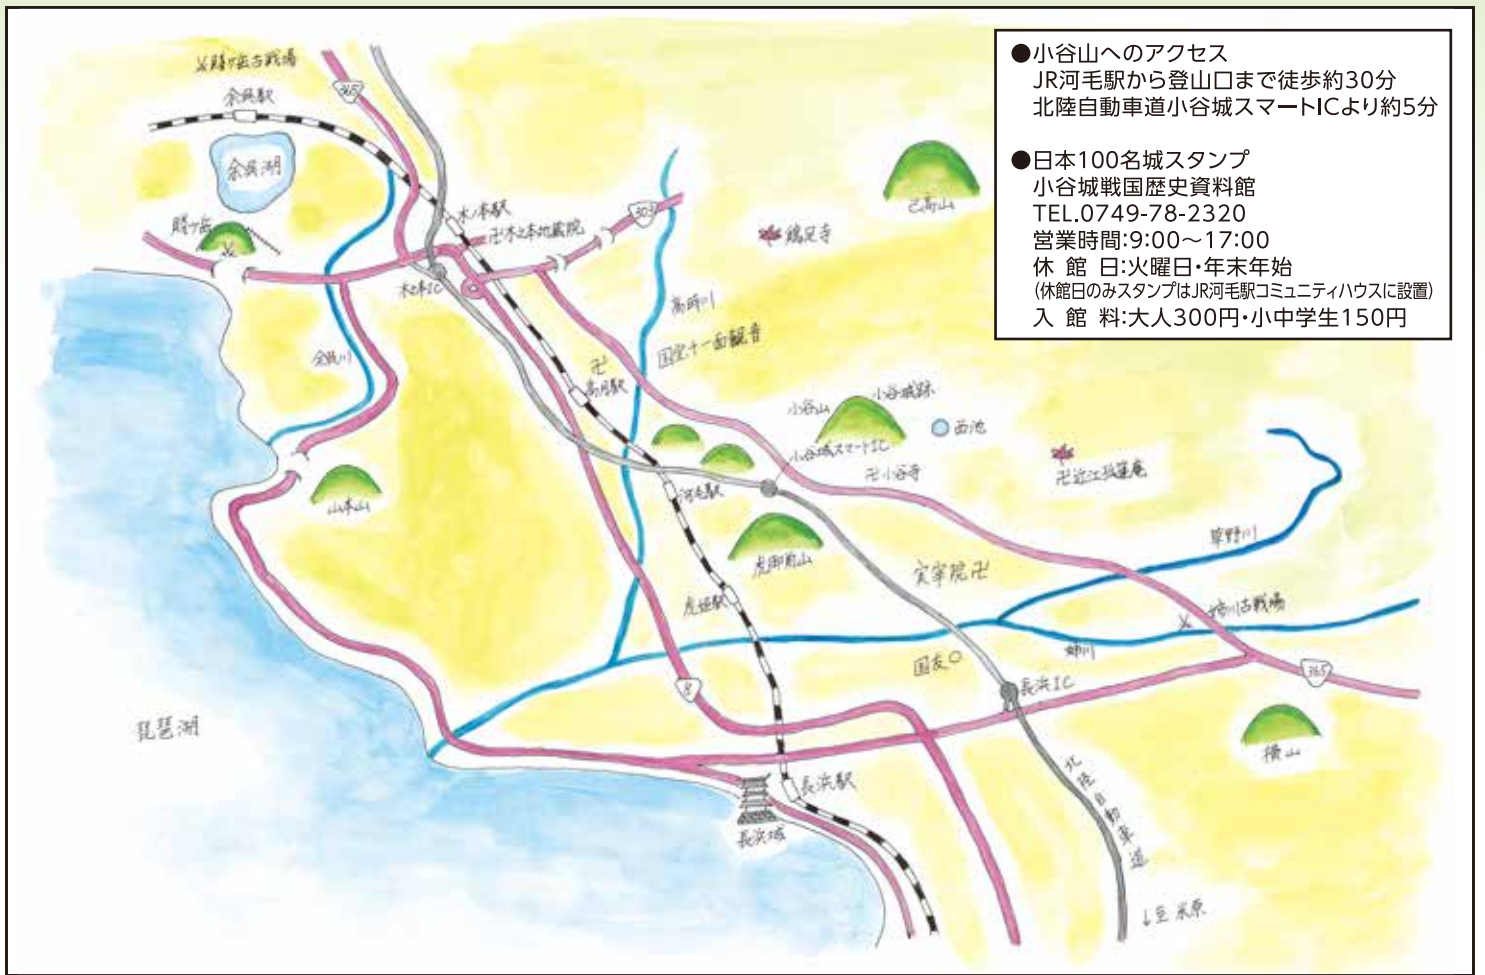 ●小谷山へのアクセス
JR河毛駅から登山口まで徒歩約30分
北陸自動車道小谷城スマートICより約5分
●日本100名城スタンプ
小谷城戦国歴史資料館
TEL.0749-78-2320
営業時間:9:00〜17:00
休 館 日:火曜日・年末年始
(休館日のみスタンプはJR河毛駅コミュニティハウスに設置)
入 館 料:大人300円・小中学生150円
賤ヶ岳古戦場
365
余呉駅
余呉湖
賤ヶ岳
木ノ本駅
卍木之本地蔵院
303
己高山
鶏足寺
木之本IC
高時川
余呉川
国宝十一面観音
卍
高月駅
小谷山
小谷城跡
西池
小谷城スマートIC
卍小谷寺
卍近江孤篷庵
山本山
河毛駅
虎御前山
草野川
実宰院卍
虎姫駅
姉川古戦場
姉川
国友○
8
長浜IC
365
琵琶湖
横山
長浜駅
長浜城
北陸自動車道
↓至米原